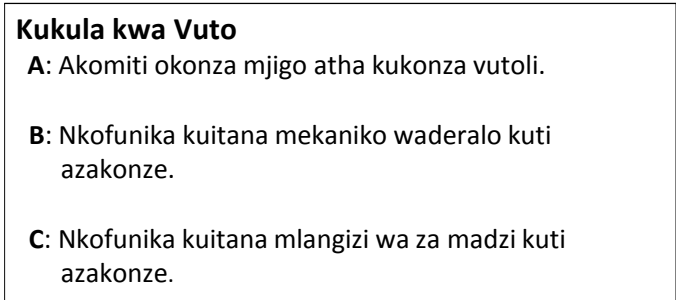 Kukula kwa Vuto
A: Akomiti okonza mjigo atha kukonza vutoli.
B: Nkofunika kuitana mekaniko waderalo kuti
azakonze.
C: Nkofunika kuitana mlangizi wa za madzi kuti
azakonze.